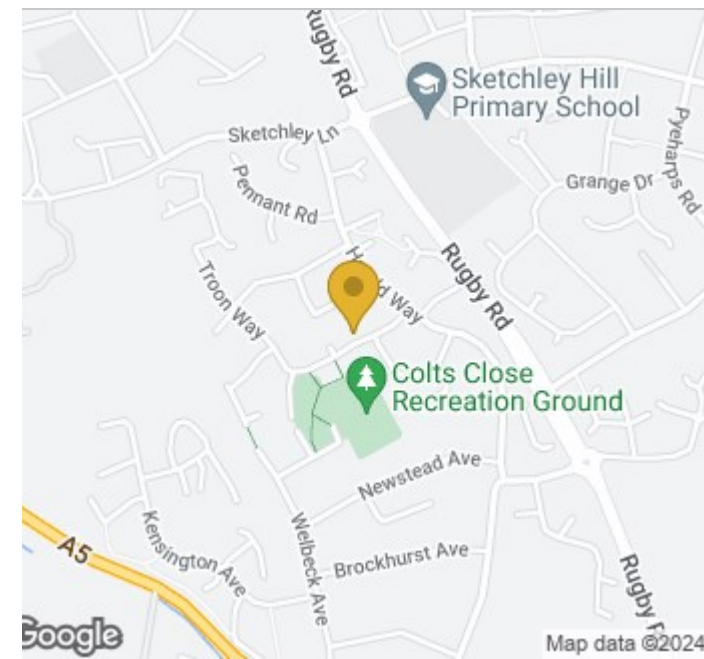 Rugby Rd
Sketchley Hill
Primary School
Sketchley Ln
Pyeharps Rd
Pennant Rd
Grange Dr
Rugby Rd
Way
Troon Way
Colts Close
Recreation Ground
Newstead Ave
A5
Kensington Ave
Welbeck Ave
Brockhurst Ave
Rugby
Google
Map data ©2024